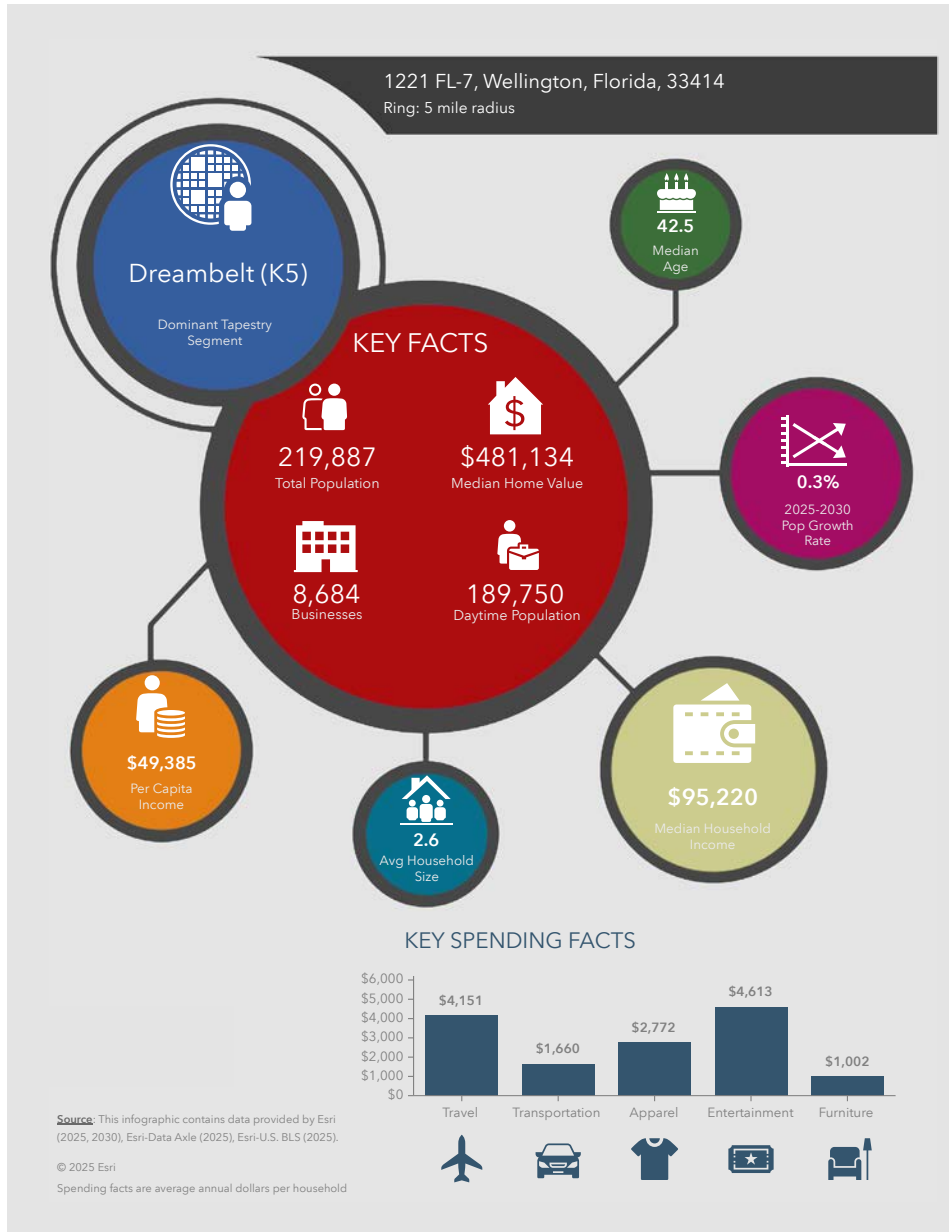 1221 FL-7, Wellington, Florida, 33414
Ring: 5 mile radius
Dreambelt (K5)
Dominant Tapestry
Segment
42.5
Median
Age
KEY FACTS
219,887
Total Population
$481,134
Median Home Value
8,684
Businesses
189,750
Daytime Population
0.3%
2025-2030
Pop Growth
Rate
$49,385
Per Capita
Income
2.6
Avg Household
Size
$95,220
Median Household
Income
KEY SPENDING FACTS
$6,000
$5,000
$4,000
$3,000
$2,000
$1,000
$0
$4,151
$1,660
$2,772
$4,613
$1,002
Travel
Transportation
Apparel
Entertainment
Furniture
Source: This infographic contains data provided by Esri
(2025, 2030), Esri-Data Axle (2025), Esri-U.S. BLS (2025).
© 2025 Esri
Spending facts are average annual dollars per household